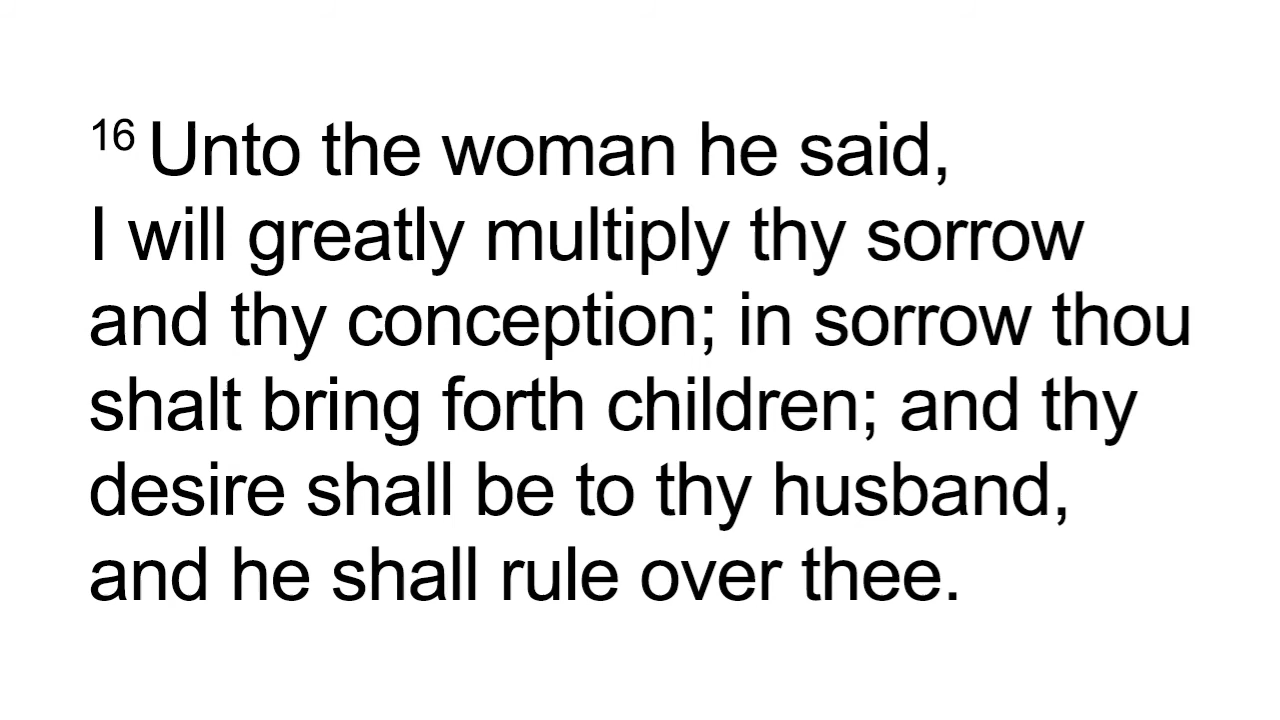 16 Unto the woman he said,
I will greatly multiply thy sorrow
and thy conception; in sorrow thou
shalt bring forth children; and thy
desire shall be to thy husband,
and he shall rule over thee.